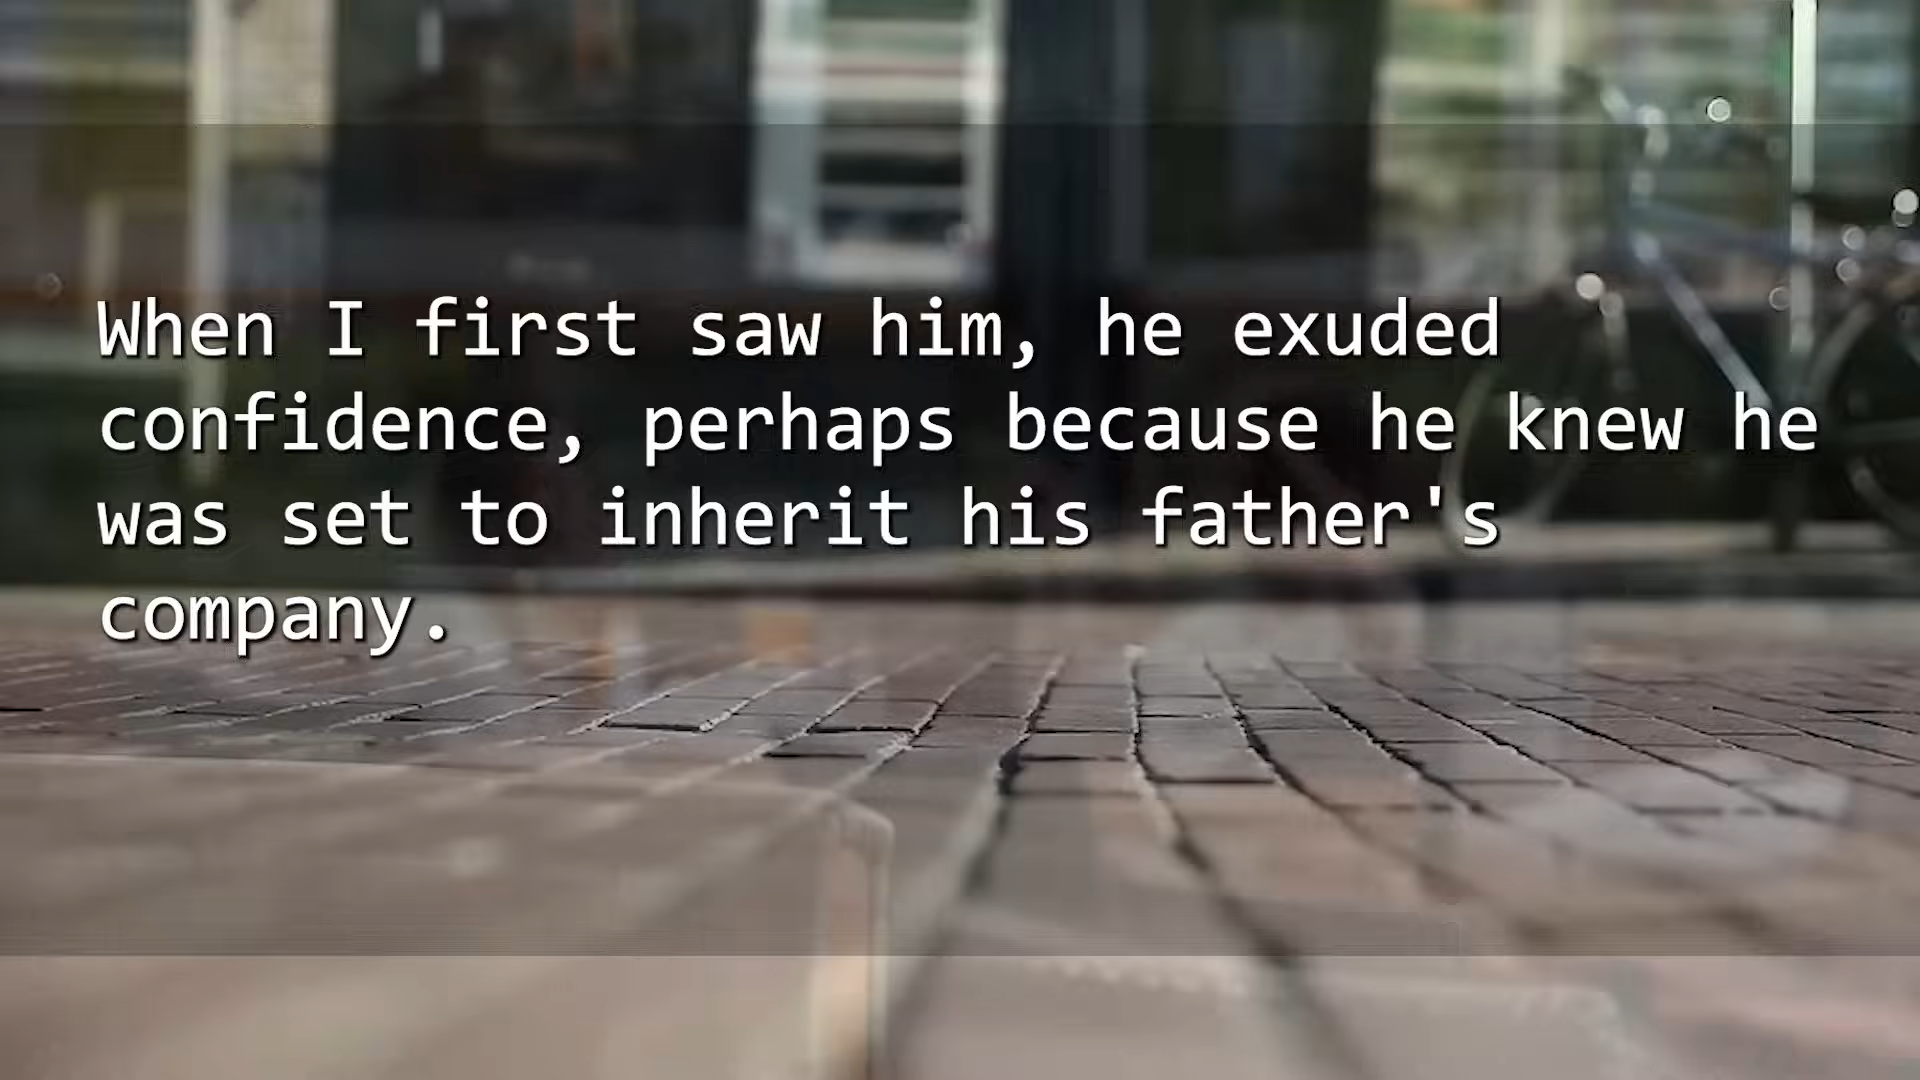 When I first saw him, he exuded
confidence, perhaps because he knew he
was set to inherit his father's
company.